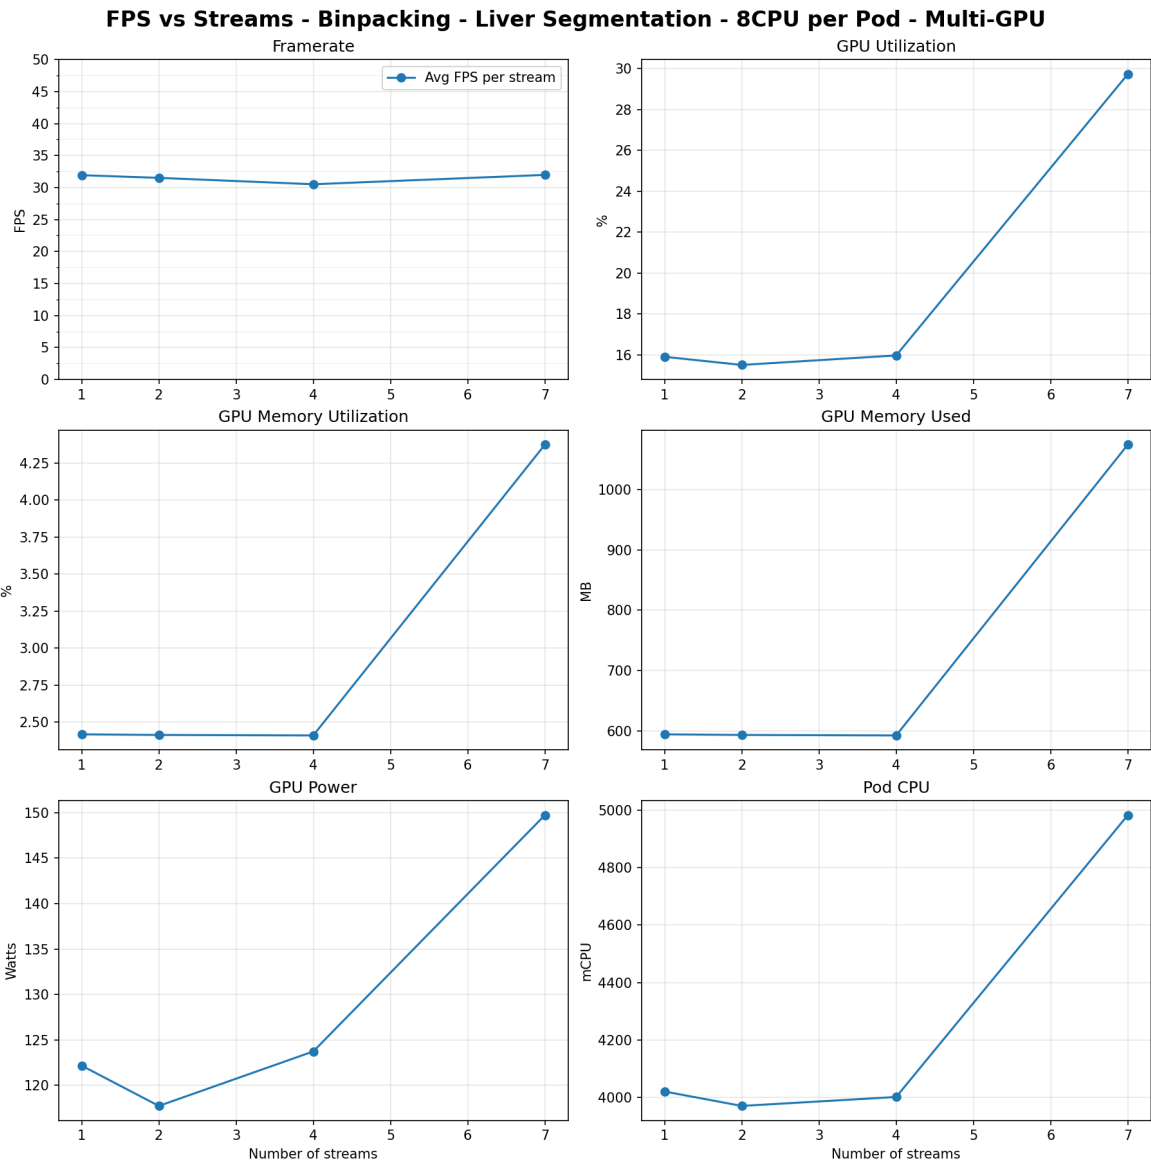 FPS vs Streams - Binpacking - Liver Segmentation - 8CPU per Pod - Multi-GPU
Framerate
50
45
40
35
30
25
20
15
10
5
0
FPS
Avg FPS per stream
1 2 3 4 5 6 7
GPU Utilization
30
28
26
24
22
20
18
16
%
1 2 3 4 5 6 7
GPU Memory Utilization
4.25
4.00
3.75
3.50
3.25
3.00
2.75
2.50
%
1 2 3 4 5 6 7
GPU Memory Used
1000
900
800
700
600
MB
1 2 3 4 5 6 7
GPU Power
150
145
140
135
130
125
120
Watts
1 2 3 4 5 6 7
Number of streams
Pod CPU
5000
4800
4600
4400
4200
4000
mCPU
1 2 3 4 5 6 7
Number of streams